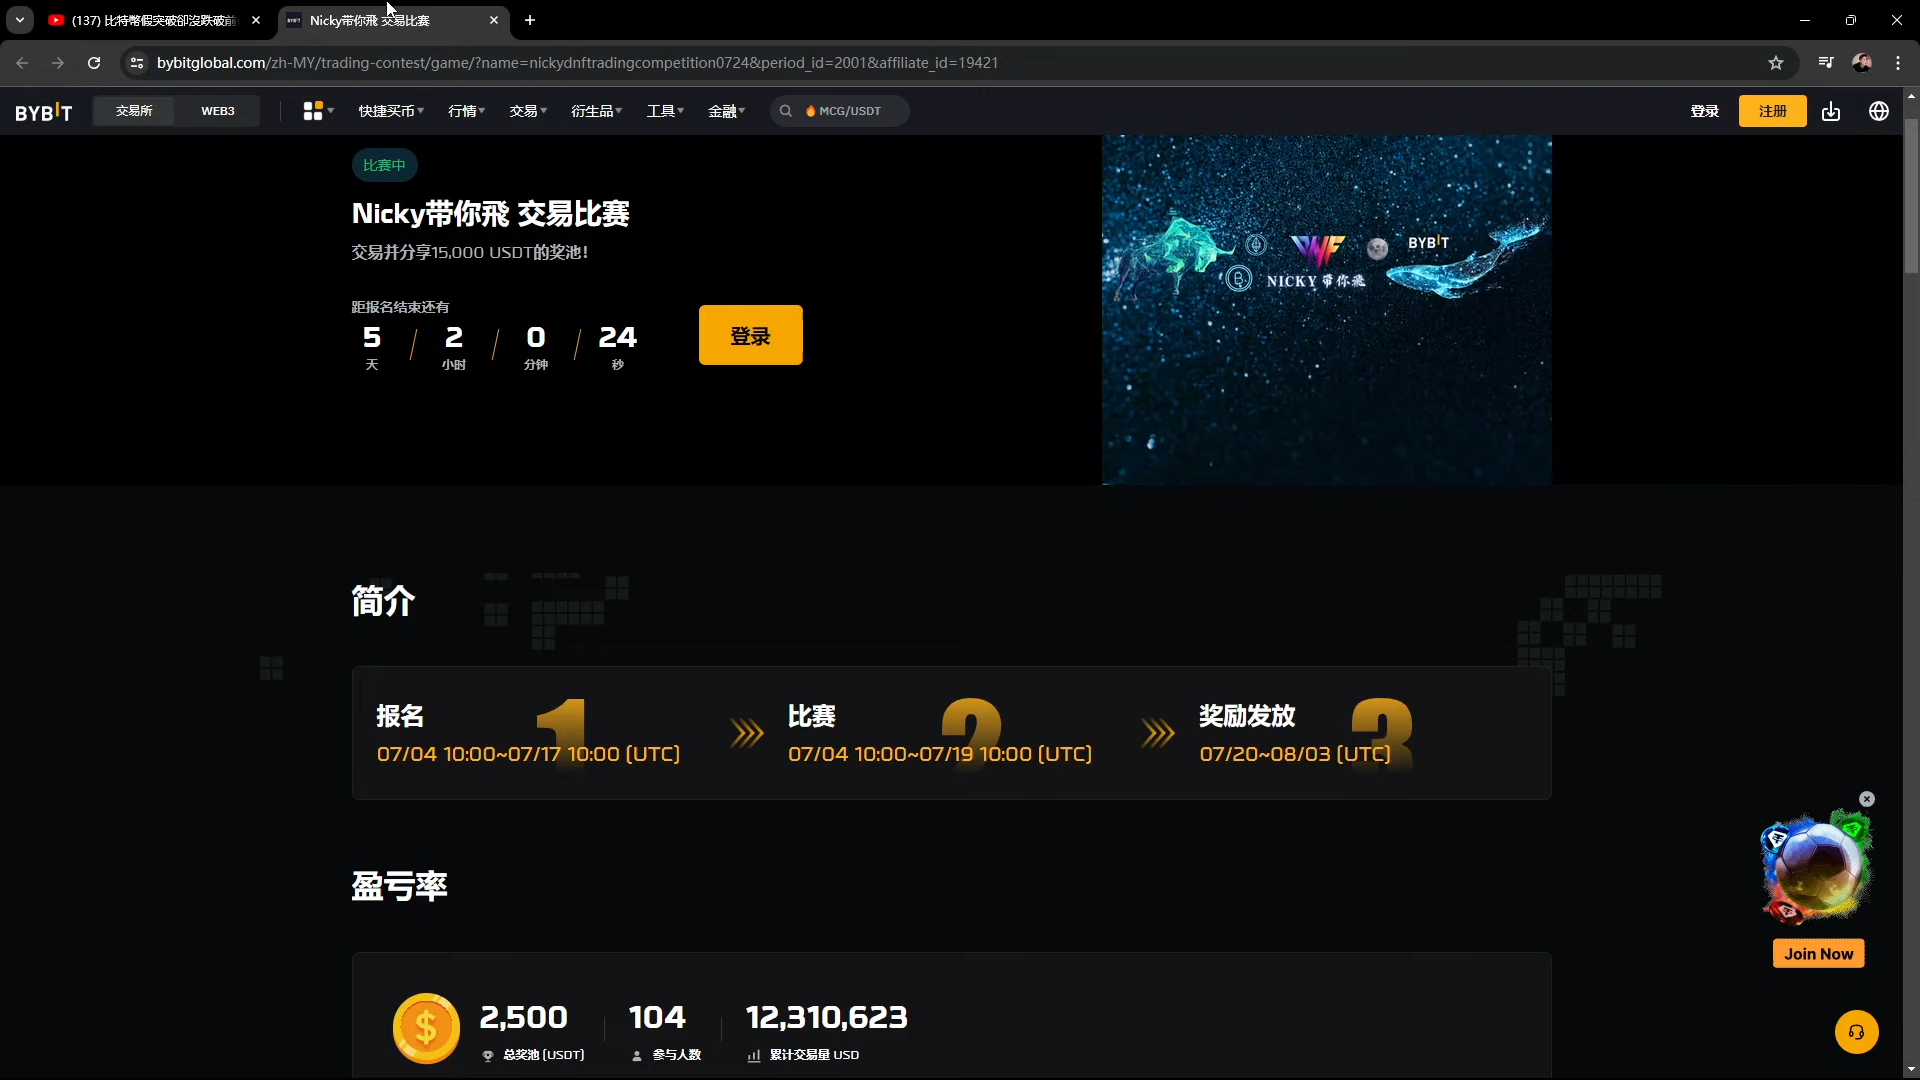 (137) 比特幣假突破卻沒跌破前
Nicky带你飛 交易比赛
bybitglobal.com/zh-MY/trading-contest/game/?name=nickydnftradingcompetition0724&period_id=2001&affiliate_id=19421
BYBIT
交易所
WEB3
快捷买币
行情
交易
衍生品
工具
金融
MCG/USDT
登录
注册
比赛中
Nicky带你飛 交易比赛
交易并分享15,000 USDT的奖池!
距报名结束还有
5 / 2 / 0 / 24
天 小时 分钟 秒
登录
DNF
BYBIT
NICKY 带你飛
简介
报名 1
07/04 10:00~07/17 10:00 (UTC)
比赛 2
07/04 10:00~07/19 10:00 (UTC)
奖励发放 3
07/20~08/03 (UTC)
盈亏率
2,500
总奖池 (USDT)
104
参与人数
12,310,623
累计交易量 USD
Join Now